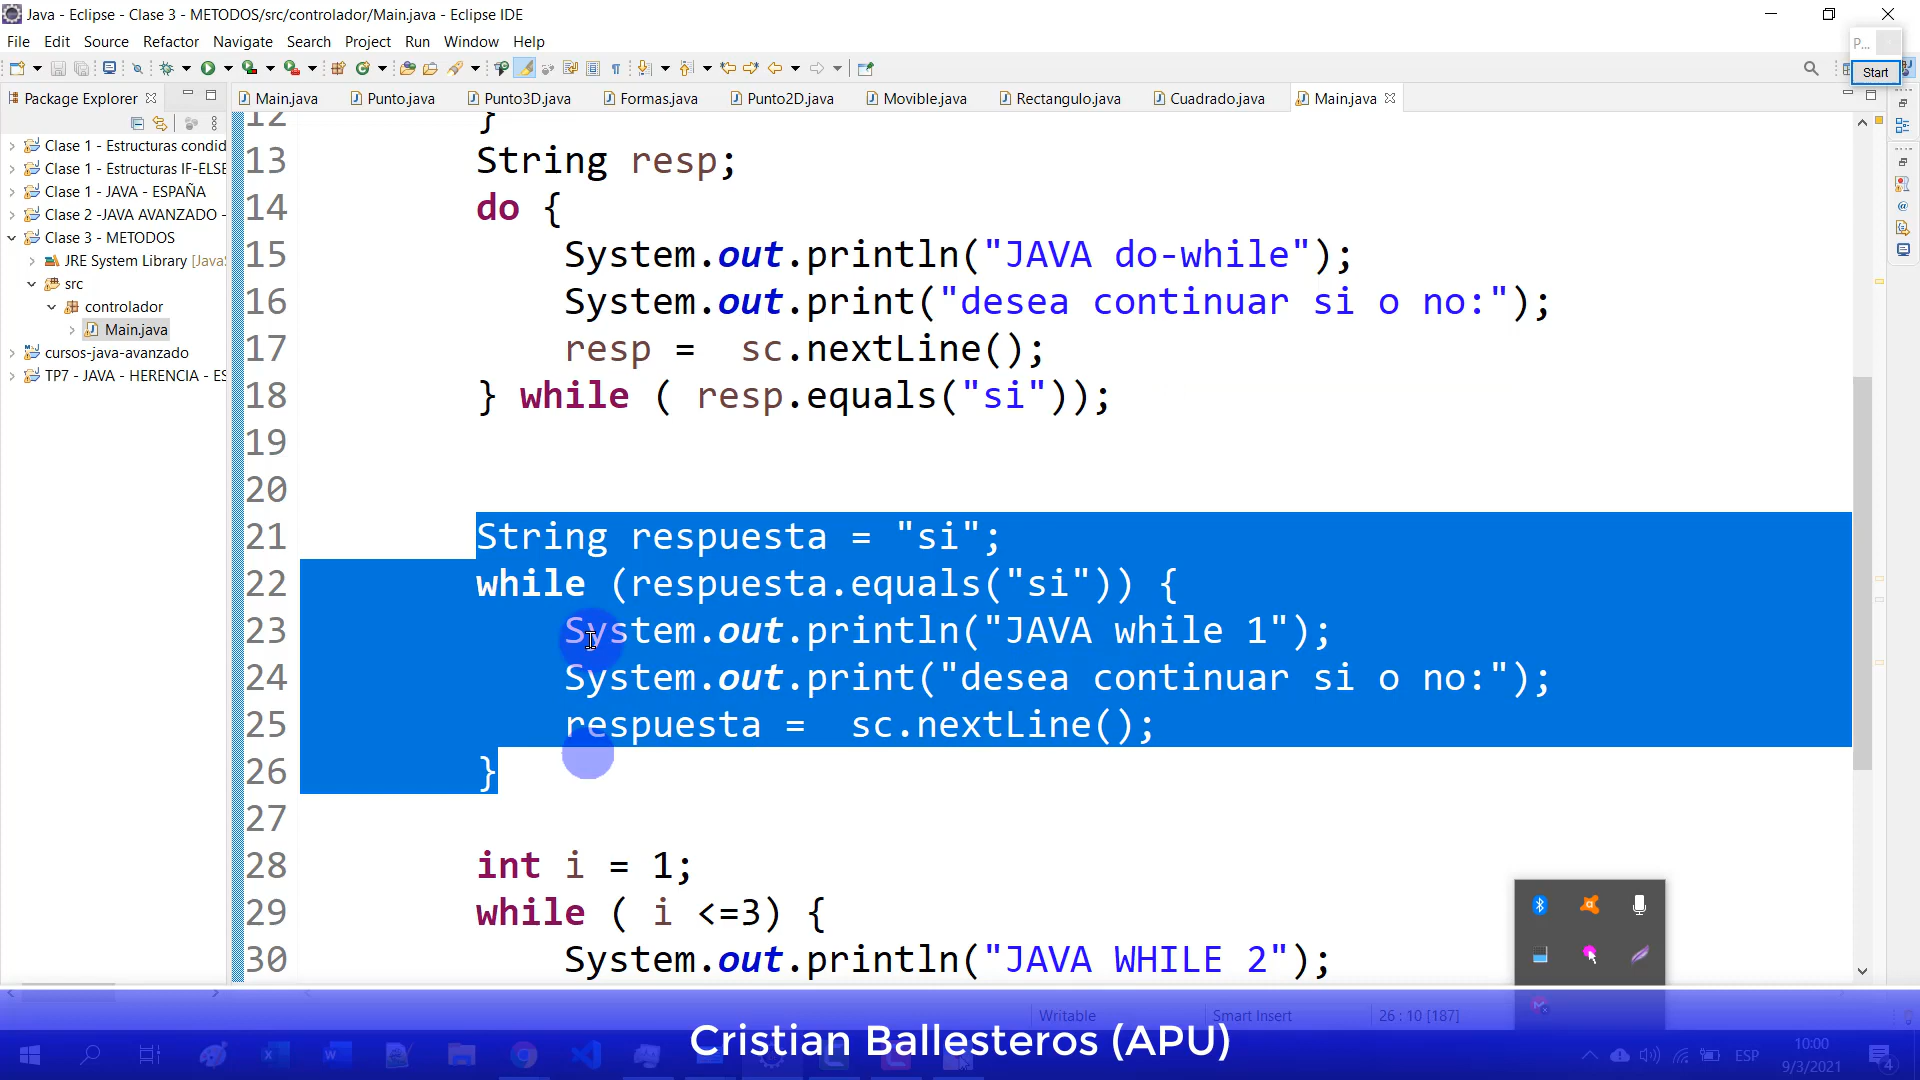 Java - Eclipse - Clase 3 - METODOS/src/controlador/Main.java - Eclipse IDE
File Edit Source Refactor Navigate Search Project Run Window Help
P...
Start
Package Explorer
Main.java Punto.java Punto3D.java Formas.java Punto2D.java Movible.java Rectangulo.java Cuadrado.java Main.java
Clase 1 - Estructuras condid
Clase 1 - Estructuras IF-ELSE
Clase 1 - JAVA - ESPAÑA
Clase 2 -JAVA AVANZADO -
Clase 3 - METODOS
JRE System Library [Java
src
controlador
Main.java
cursos-java-avanzado
TP7 - JAVA - HERENCIA - ES
12 }
13 String resp;
14 do {
15 System.out.println("JAVA do-while");
16 System.out.print("desea continuar si o no:");
17 resp =  sc.nextLine();
18 } while ( resp.equals("si"));
19
20
21 String respuesta = "si";
22 while (respuesta.equals("si")) {
23 System.out.println("JAVA while 1");
24 System.out.print("desea continuar si o no:");
25 respuesta =  sc.nextLine();
26 }
27
28 int i = 1;
29 while ( i <=3) {
30 System.out.println("JAVA WHILE 2");
Writable Smart Insert 26 : 10 [187]
Cristian Ballesteros (APU)
ESP
10:00
9/3/2021
4